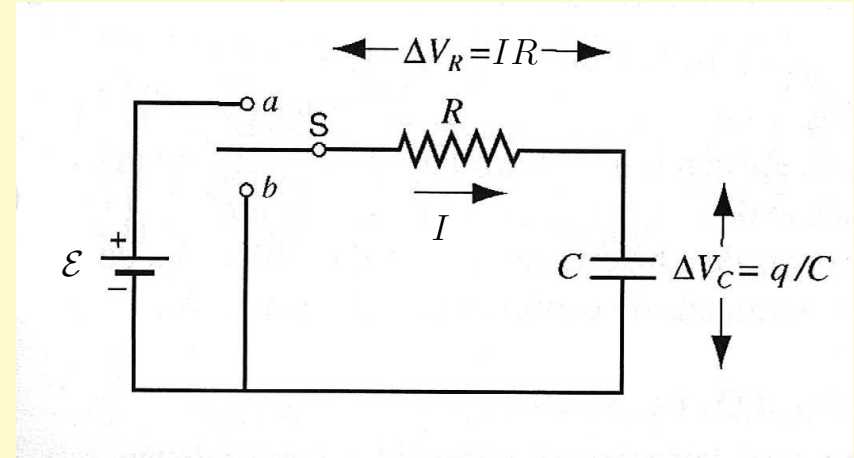 ΔV_R = IR
a
R
S
b
I
+
ℰ
−
C
ΔV_C = q/C